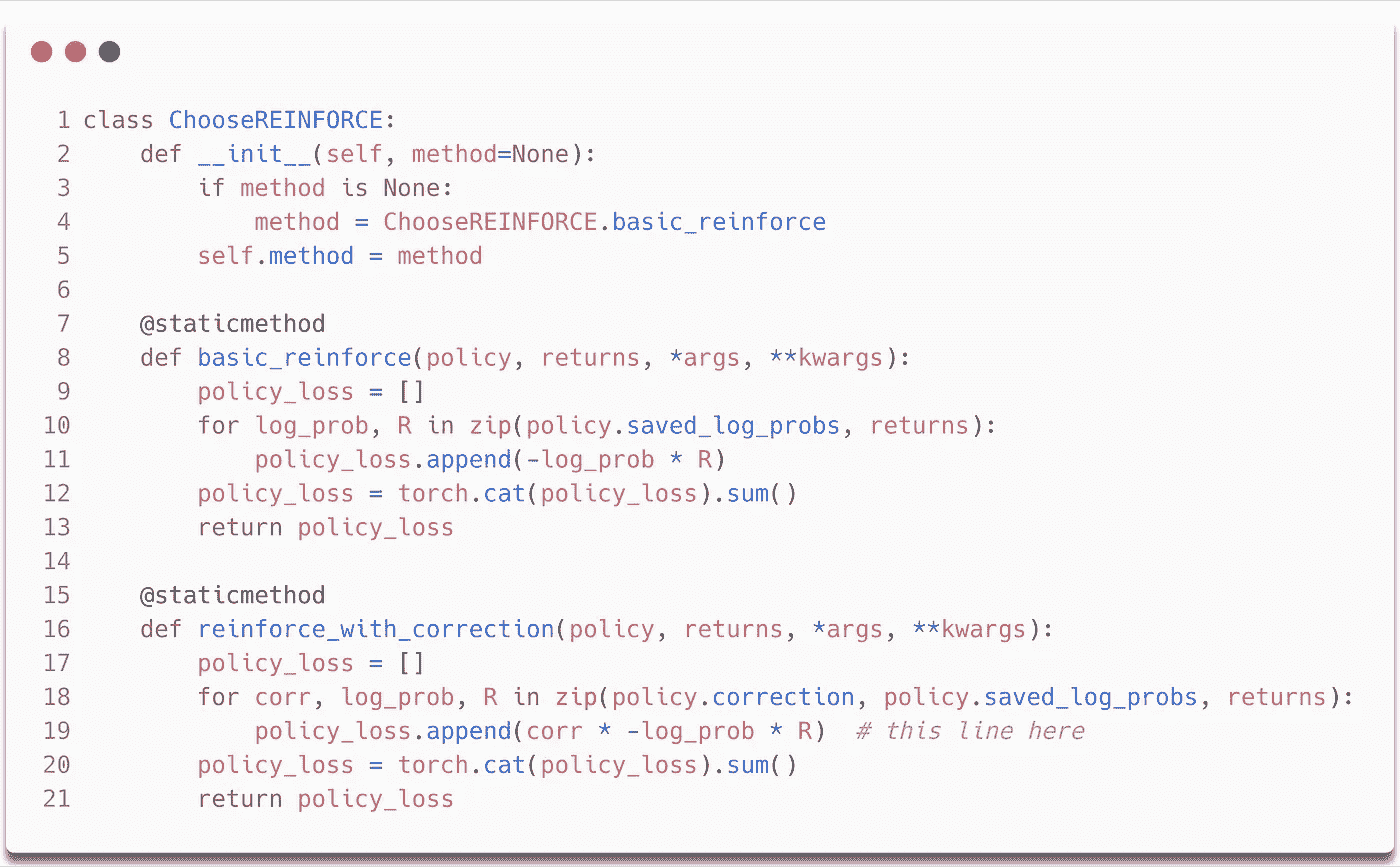 1 class ChooseREINFORCE:
2     def __init__(self, method=None):
3         if method is None:
4             method = ChooseREINFORCE.basic_reinforce
5         self.method = method
6
7     @staticmethod
8     def basic_reinforce(policy, returns, *args, **kwargs):
9         policy_loss = []
10         for log_prob, R in zip(policy.saved_log_probs, returns):
11             policy_loss.append(-log_prob * R)
12         policy_loss = torch.cat(policy_loss).sum()
13         return policy_loss
14
15     @staticmethod
16     def reinforce_with_correction(policy, returns, *args, **kwargs):
17         policy_loss = []
18         for corr, log_prob, R in zip(policy.correction, policy.saved_log_probs, returns):
19             policy_loss.append(corr * -log_prob * R)  # this line here
20         policy_loss = torch.cat(policy_loss).sum()
21         return policy_loss